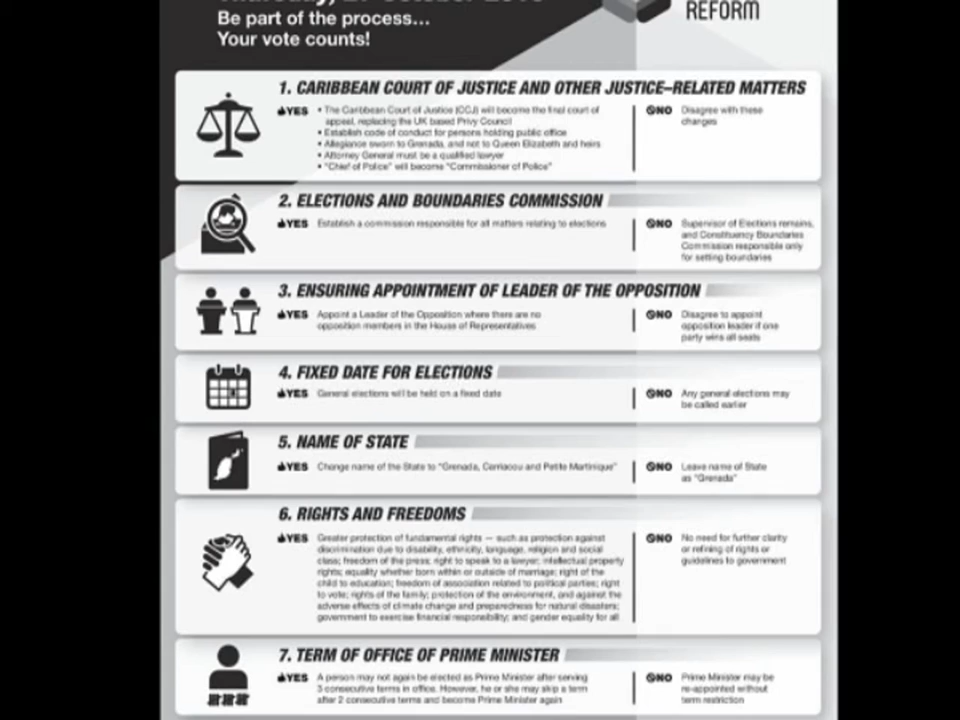 Be part of the process...
Your vote counts!
REFORM
1. CARIBBEAN COURT OF JUSTICE AND OTHER JUSTICE–RELATED MATTERS
YES • The Caribbean Court of Justice (CCJ) will become the final court of
appeal, replacing the UK based Privy Council
• Establish code of conduct for persons holding public office
• Allegiance sworn to Grenada, and not to Queen Elizabeth and heirs
• Attorney General must be a qualified lawyer
• "Chief of Police" will become "Commissioner of Police"
NO Disagree with these
changes
2. ELECTIONS AND BOUNDARIES COMMISSION
YES Establish a commission responsible for all matters relating to elections
NO Supervisor of Elections remains,
and Constituency Boundaries
Commission responsible only
for setting boundaries
3. ENSURING APPOINTMENT OF LEADER OF THE OPPOSITION
YES Appoint a Leader of the Opposition where there are no
opposition members in the House of Representatives
NO Disagree to appoint
opposition leader if one
party wins all seats
4. FIXED DATE FOR ELECTIONS
YES General elections will be held on a fixed date
NO Any general elections may
be called earlier
5. NAME OF STATE
YES Change name of the State to "Grenada, Carriacou and Petite Martinique"
NO Leave name of State
as "Grenada"
6. RIGHTS AND FREEDOMS
YES Greater protection of fundamental rights — such as protection against
discrimination due to disability, ethnicity, language, religion and social
class; freedom of the press; right to speak to a lawyer; intellectual property
rights; equality whether born within or outside of marriage; right of the
child to education; freedom of association related to political parties; right
to vote; rights of the family; protection of the environment, and against the
adverse effects of climate change and preparedness for natural disasters;
government to exercise financial responsibility; and gender equality for all
NO No need for further clarity
or refining of rights or
guidelines to government
7. TERM OF OFFICE OF PRIME MINISTER
YES A person may not again be elected as Prime Minister after serving
3 consecutive terms in office. However, he or she may skip a term
after 2 consecutive terms and become Prime Minister again
NO Prime Minister may be
re-appointed without
term restriction